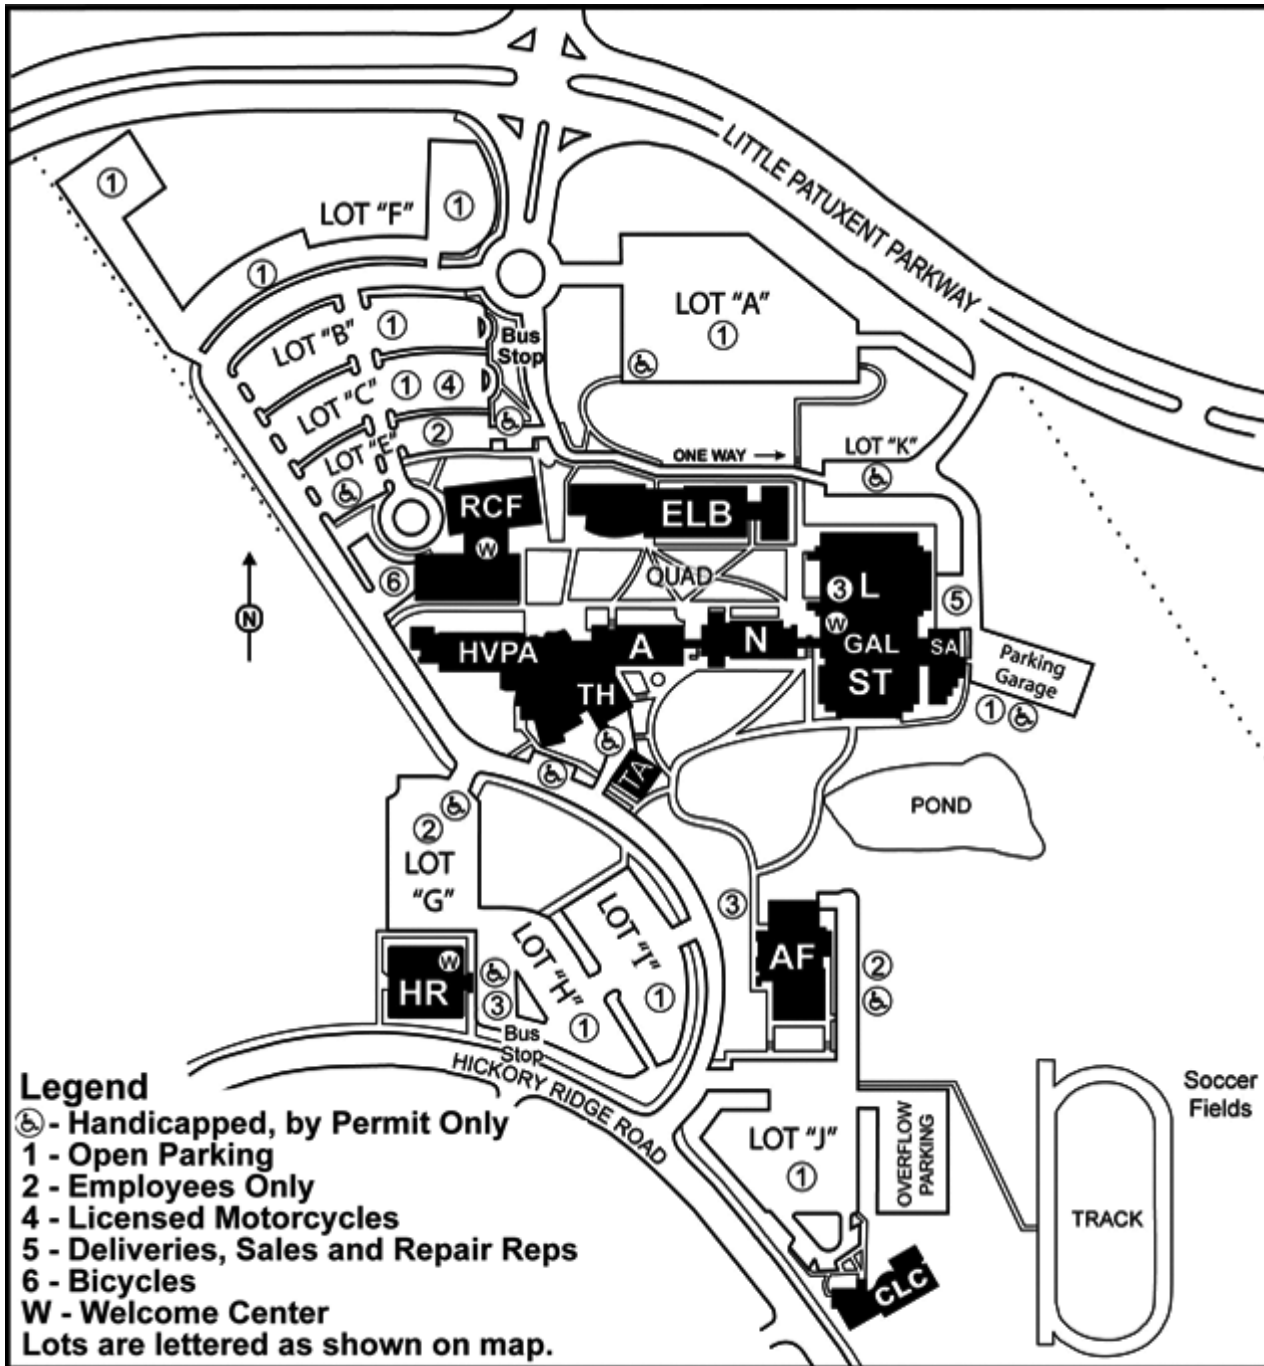 LITTLE PATUXENT PARKWAY
1
LOT "F"
1
1
LOT "A"
1
LOT "B"
1
Bus
Stop
LOT "C"
1 4
LOT "E"
2
ONE WAY
LOT "K"
RCF
W
ELB
QUAD
6
N
3 L
W
GAL
ST
5
SA
HVPA
A
N
TH
Parking
Garage
1
TA
POND
2
LOT
"G"
LOT "I"
1
LOT "H"
1
3
AF
2
W
HR
3
Bus
Stop
HICKORY RIDGE ROAD
LOT "J"
1
OVERFLOW
PARKING
Soccer
Fields
TRACK
CLC
Legend
- Handicapped, by Permit Only
1 - Open Parking
2 - Employees Only
4 - Licensed Motorcycles
5 - Deliveries, Sales and Repair Reps
6 - Bicycles
W - Welcome Center
Lots are lettered as shown on map.